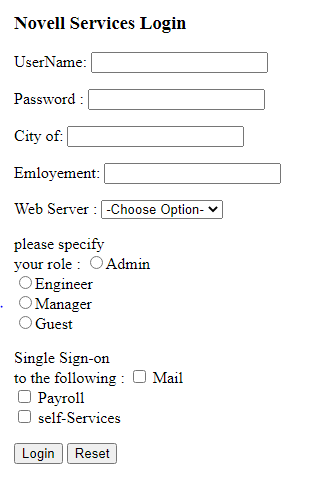 Novell Services Login
UserName:
Password :
City of:
Emloyement:
Web Server : -Choose Option-
please specify
your role : Admin
Engineer
Manager
Guest
Single Sign-on
to the following : Mail
Payroll
self-Services
Login Reset